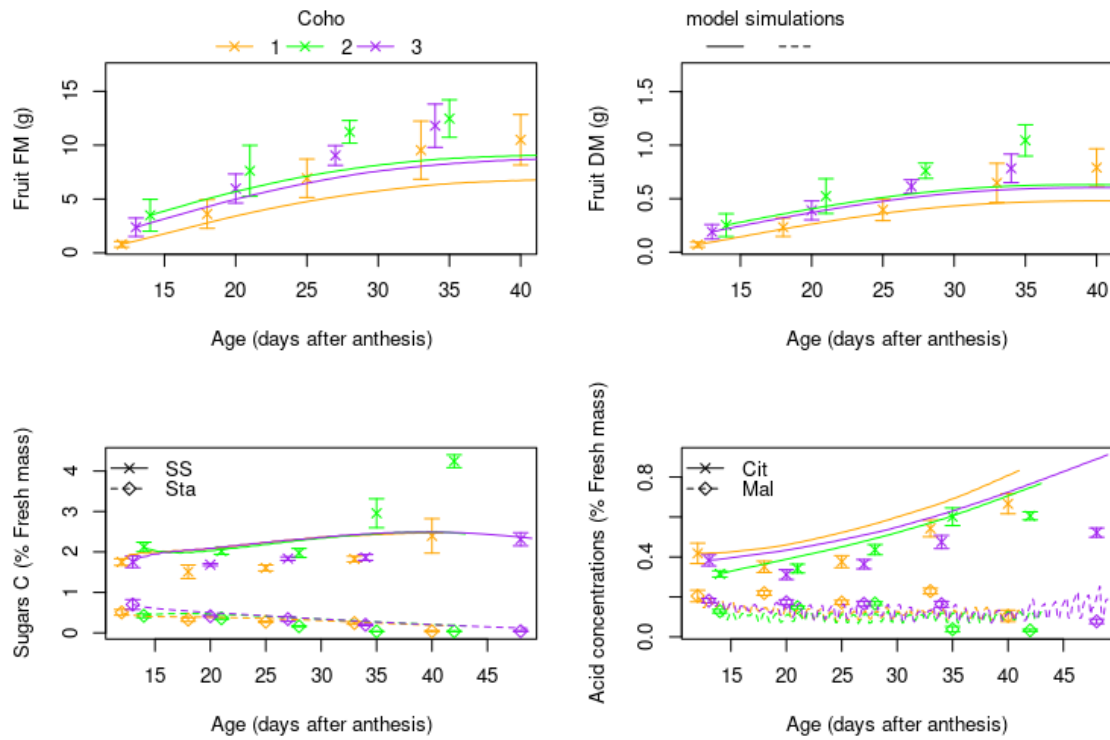 Coho
1 2 3
model simulations
Fruit FM (g)
0 5 10 15
15 20 25 30 35 40
Age (days after anthesis)
Fruit DM (g)
0.0 0.5 1.0 1.5
15 20 25 30 35 40
Age (days after anthesis)
Sugars C (% Fresh mass)
0 1 2 3 4
SS
Sta
15 20 25 30 35 40 45
Age (days after anthesis)
Acid concentrations (% Fresh mass)
0.0 0.4 0.8
Cit
Mal
15 20 25 30 35 40 45
Age (days after anthesis)